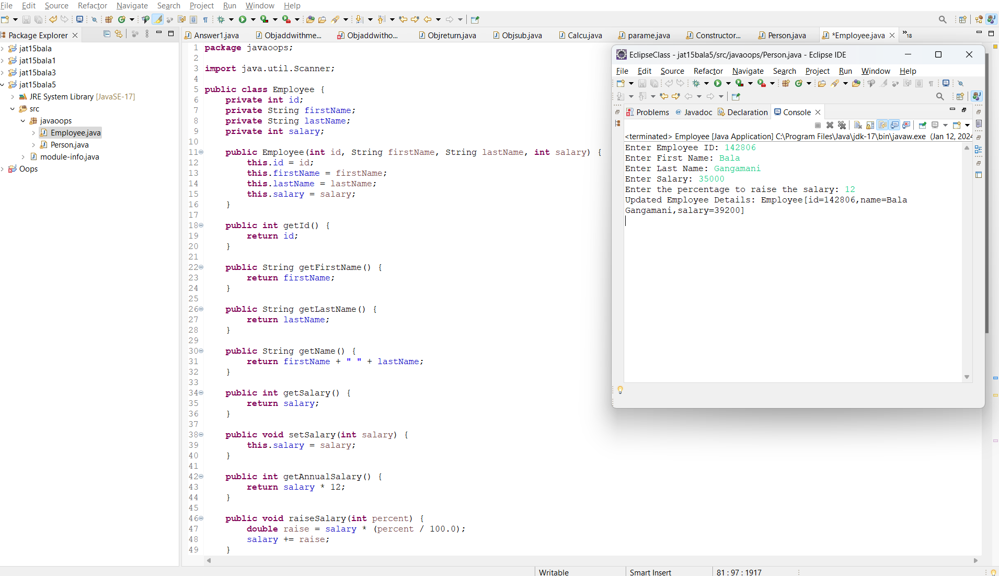 File Edit Source Refactor Navigate Search Project Run Window Help
Package Explorer
jat15bala
jat15bala1
jat15bala3
jat15bala5
JRE System Library [JavaSE-17]
src
javaoops
Employee.java
Person.java
module-info.java
Oops
Answer1.java Objaddwithme... Objaddwitho... Objreturn.java Objsub.java Calcu.java parame.java Constructor... Person.java *Employee.java »18
1 package javaoops;
2
3 import java.util.Scanner;
4
5 public class Employee {
6 private int id;
7 private String firstName;
8 private String lastName;
9 private int salary;
10
11 public Employee(int id, String firstName, String lastName, int salary) {
12 this.id = id;
13 this.firstName = firstName;
14 this.lastName = lastName;
15 this.salary = salary;
16 }
17
18 public int getId() {
19 return id;
20 }
21
22 public String getFirstName() {
23 return firstName;
24 }
25
26 public String getLastName() {
27 return lastName;
28 }
29
30 public String getName() {
31 return firstName + " " + lastName;
32 }
33
34 public int getSalary() {
35 return salary;
36 }
37
38 public void setSalary(int salary) {
39 this.salary = salary;
40 }
41
42 public int getAnnualSalary() {
43 return salary * 12;
44 }
45
46 public void raiseSalary(int percent) {
47 double raise = salary * (percent / 100.0);
48 salary += raise;
49 }
EclipseClass - jat15bala5/src/javaoops/Person.java - Eclipse IDE
File Edit Source Refactor Navigate Search Project Run Window Help
Problems @ Javadoc Declaration Console
<terminated> Employee [Java Application] C:\Program Files\Java\jdk-17\bin\javaw.exe (Jan 12, 2024
Enter Employee ID: 142806
Enter First Name: Bala
Enter Last Name: Gangamani
Enter Salary: 35000
Enter the percentage to raise the salary: 12
Updated Employee Details: Employee[id=142806,name=Bala
Gangamani,salary=39200]
Writable Smart Insert 81 : 97 : 1917